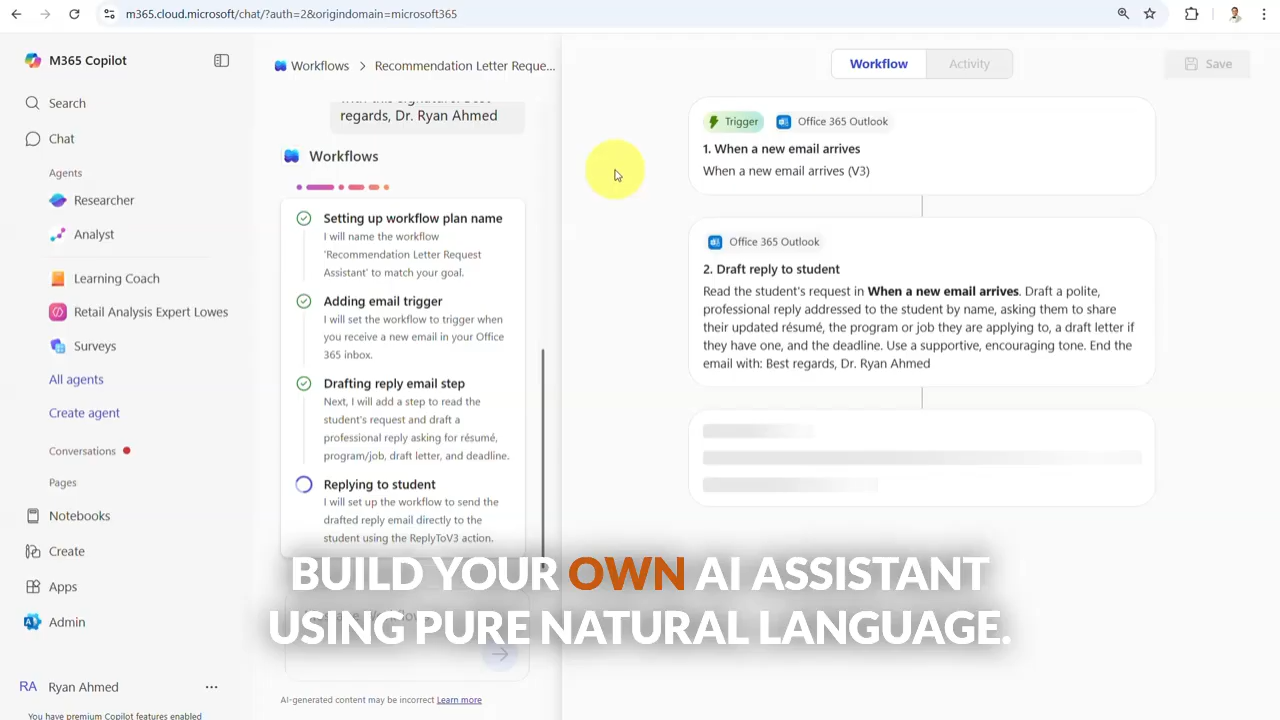 m365.cloud.microsoft/chat/?auth=2&origindomain=microsoft365
M365 Copilot
Search
Chat
Agents
Researcher
Analyst
Learning Coach
Retail Analysis Expert Lowes
Surveys
All agents
Create agent
Conversations
Pages
Notebooks
Create
Apps
Admin
RA Ryan Ahmed ...
You have premium Copilot features enabled
Workflows > Recommendation Letter Reque...
with this signature: Best
regards, Dr. Ryan Ahmed
Workflows
Setting up workflow plan name
I will name the workflow
'Recommendation Letter Request
Assistant' to match your goal.
Adding email trigger
I will set the workflow to trigger when
you receive a new email in your Office
365 inbox.
Drafting reply email step
Next, I will add a step to read the
student's request and draft a
professional reply asking for résumé,
program/job, draft letter, and deadline.
Replying to student
I will set up the workflow to send the
drafted reply email directly to the
student using the ReplyToV3 action.
AI-generated content may be incorrect Learn more
Workflow
Activity
Save
Trigger
Office 365 Outlook
1. When a new email arrives
When a new email arrives (V3)
Office 365 Outlook
2. Draft reply to student
Read the student's request in When a new email arrives. Draft a polite,
professional reply addressed to the student by name, asking them to share
their updated résumé, the program or job they are applying to, a draft letter if
they have one, and the deadline. Use a supportive, encouraging tone. End the
email with: Best regards, Dr. Ryan Ahmed
BUILD YOUR OWN AI ASSISTANT
USING PURE NATURAL LANGUAGE.